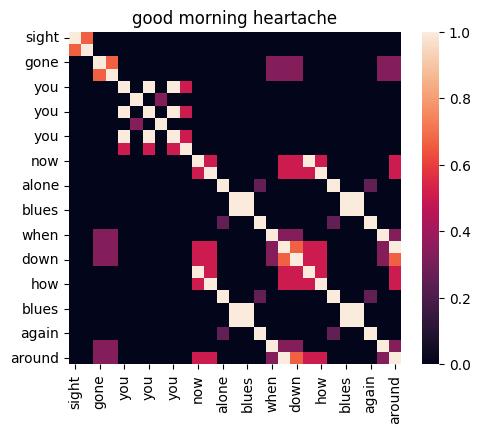 good morning heartache
sight
gone
you
you
you
now
alone
blues
when
down
how
blues
again
around
1.0
0.8
0.6
0.4
0.2
0.0
sight
gone
you
you
you
now
alone
blues
when
down
how
blues
again
around